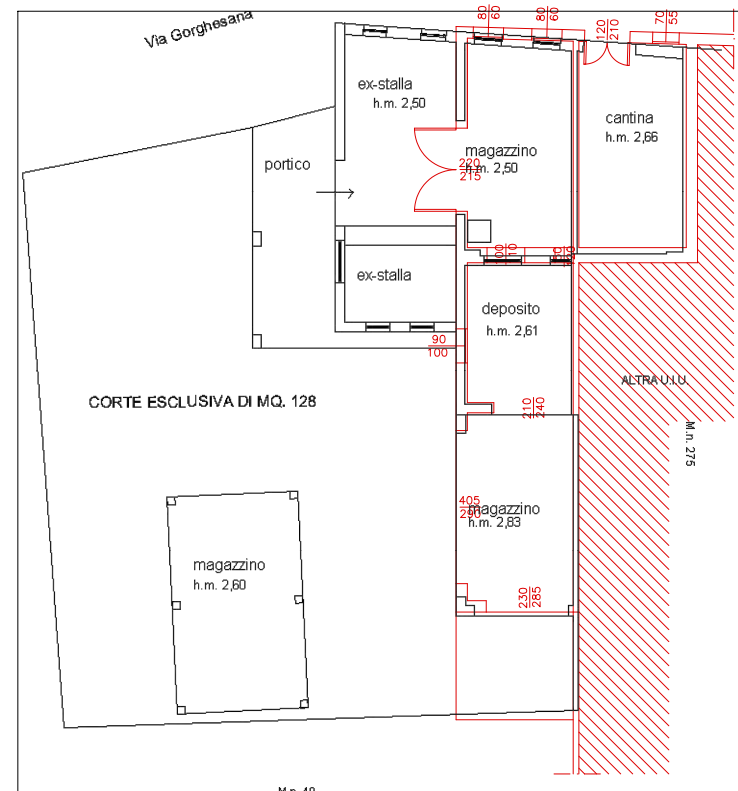 Via Gorghesana
80
60
80
60
120
210
70
55
ex-stalla
h.m. 2,50
cantina
h.m. 2,66
portico
magazzino
220
h.m. 2,50
215
ex-stalla
deposito
h.m. 2,61
90
100
ALTRA U.I.U.
CORTE ESCLUSIVA DI MQ. 128
210
240
M.n. 275
405
290
magazzino
h.m. 2,83
magazzino
h.m. 2,60
230
285